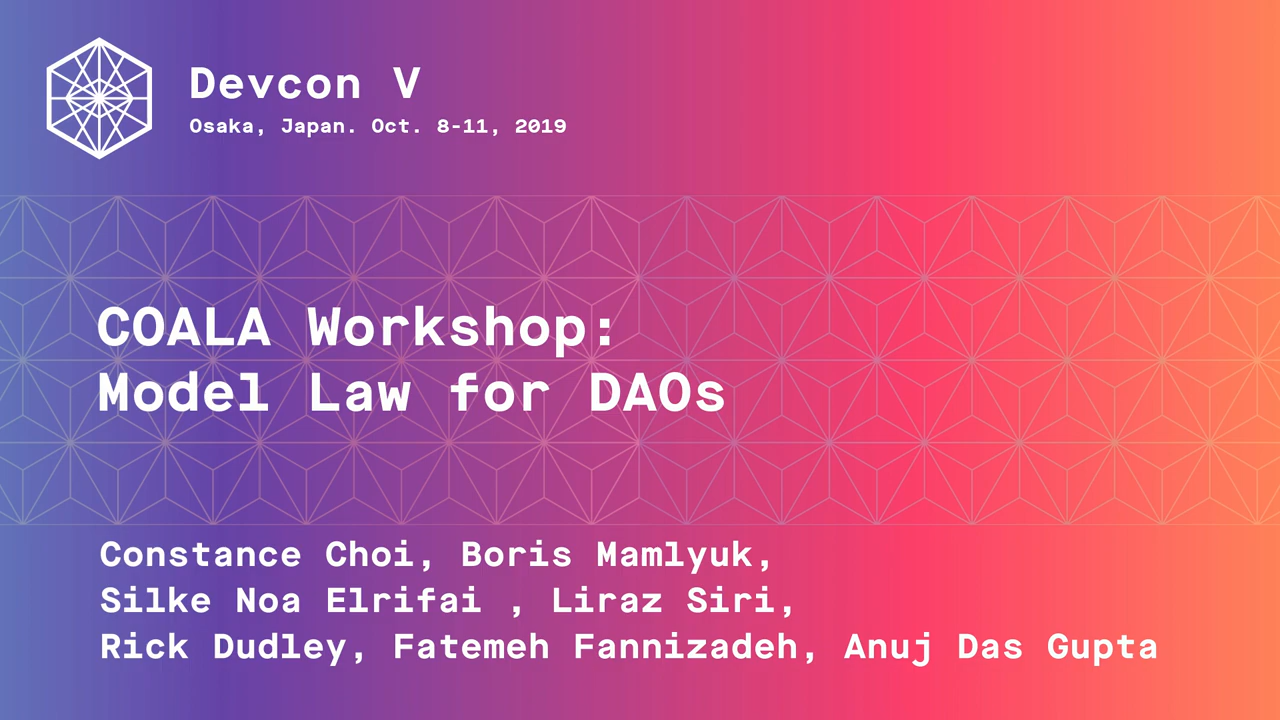 Devcon V
Osaka, Japan. Oct. 8-11, 2019
COALA Workshop:
Model Law for DAOs
Constance Choi, Boris Mamlyuk,
Silke Noa Elrifai , Liraz Siri,
Rick Dudley, Fatemeh Fannizadeh, Anuj Das Gupta